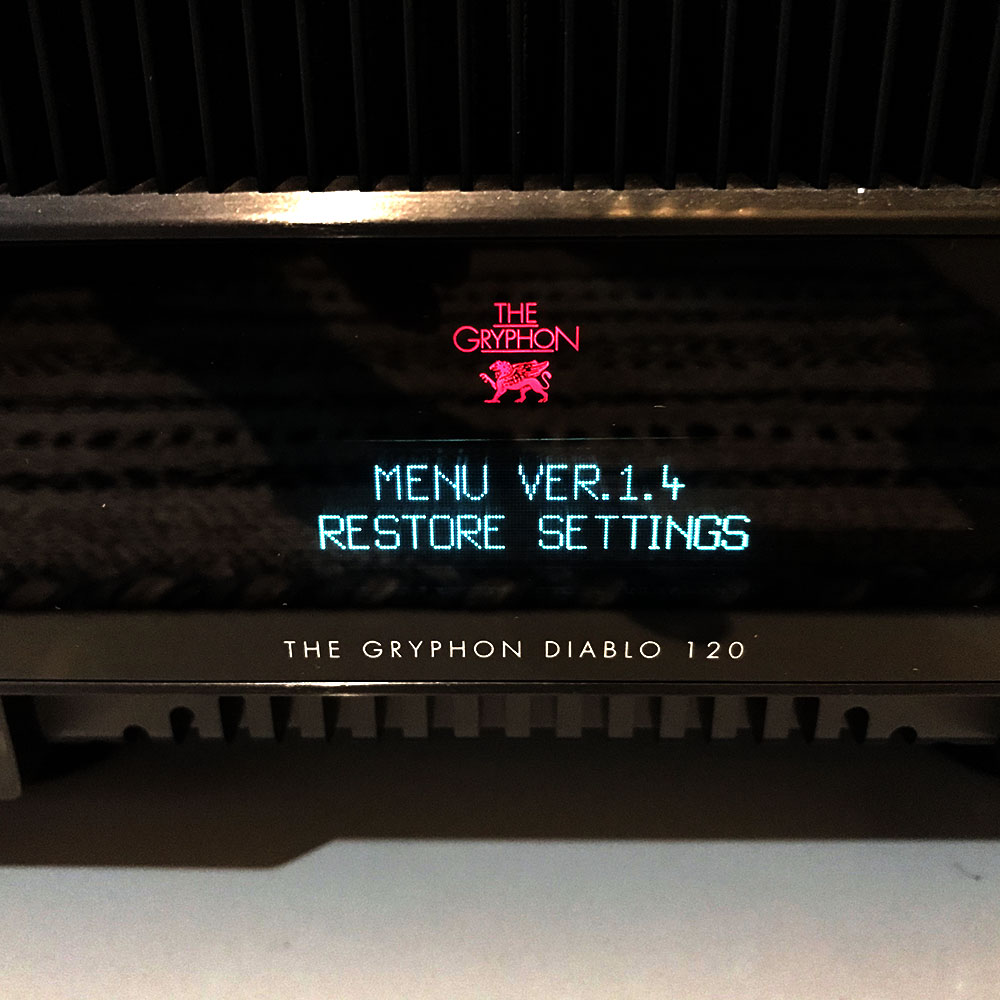 THE
GRYPHON
MENU VER.1.4
RESTORE SETTINGS
THE GRYPHON DIABLO 120